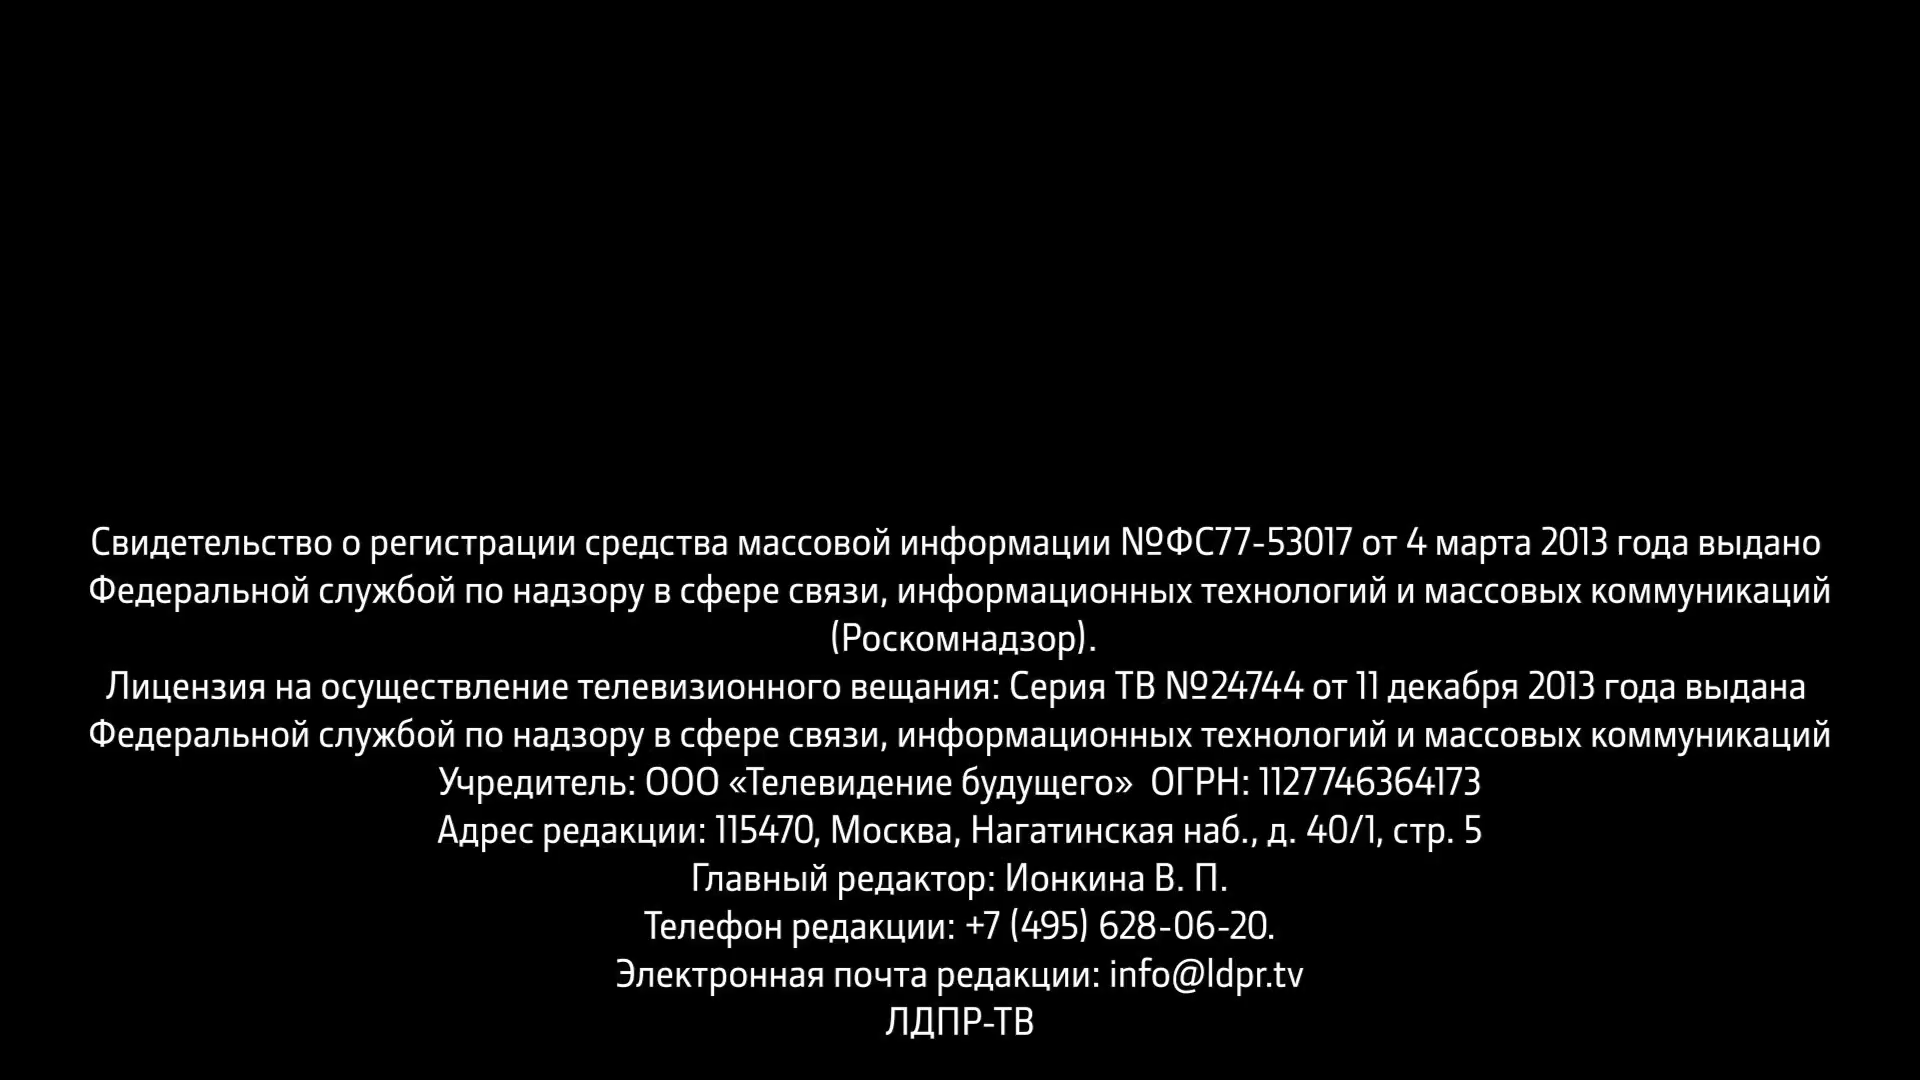 Свидетельство о регистрации средства массовой информации №ФС77-53017 от 4 марта 2013 года выдано
Федеральной службой по надзору в сфере связи, информационных технологий и массовых коммуникаций
(Роскомнадзор).
Лицензия на осуществление телевизионного вещания: Серия ТВ №24744 от 11 декабря 2013 года выдана
Федеральной службой по надзору в сфере связи, информационных технологий и массовых коммуникаций
Учредитель: ООО «Телевидение будущего» ОГРН: 1127746364173
Адрес редакции: 115470, Москва, Нагатинская наб., д. 40/1, стр. 5
Главный редактор: Ионкина В. П.
Телефон редакции: +7 (495) 628-06-20.
Электронная почта редакции: info@ldpr.tv
ЛДПР-ТВ